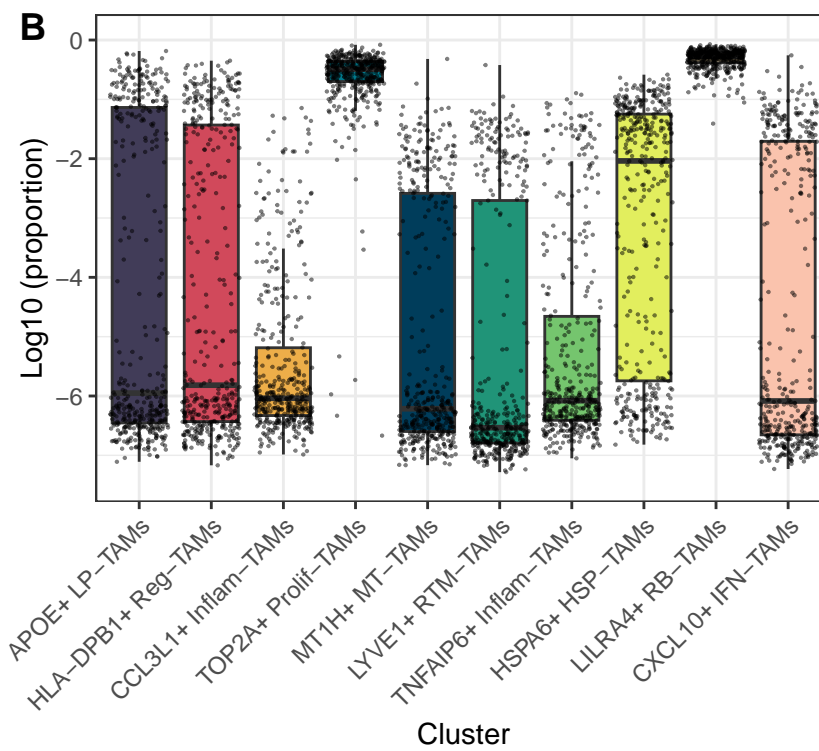 B
Log10 (proportion)
0
−2
−4
−6
APOE+ LP−TAMs
HLA−DPB1+ Reg−TAMs
CCL3L1+ Inflam−TAMs
TOP2A+ Prolif−TAMs
MT1H+ MT−TAMs
LYVE1+ RTM−TAMs
TNFAIP6+ Inflam−TAMs
HSPA6+ HSP−TAMs
LILRA4+ RB−TAMs
CXCL10+ IFN−TAMs
Cluster